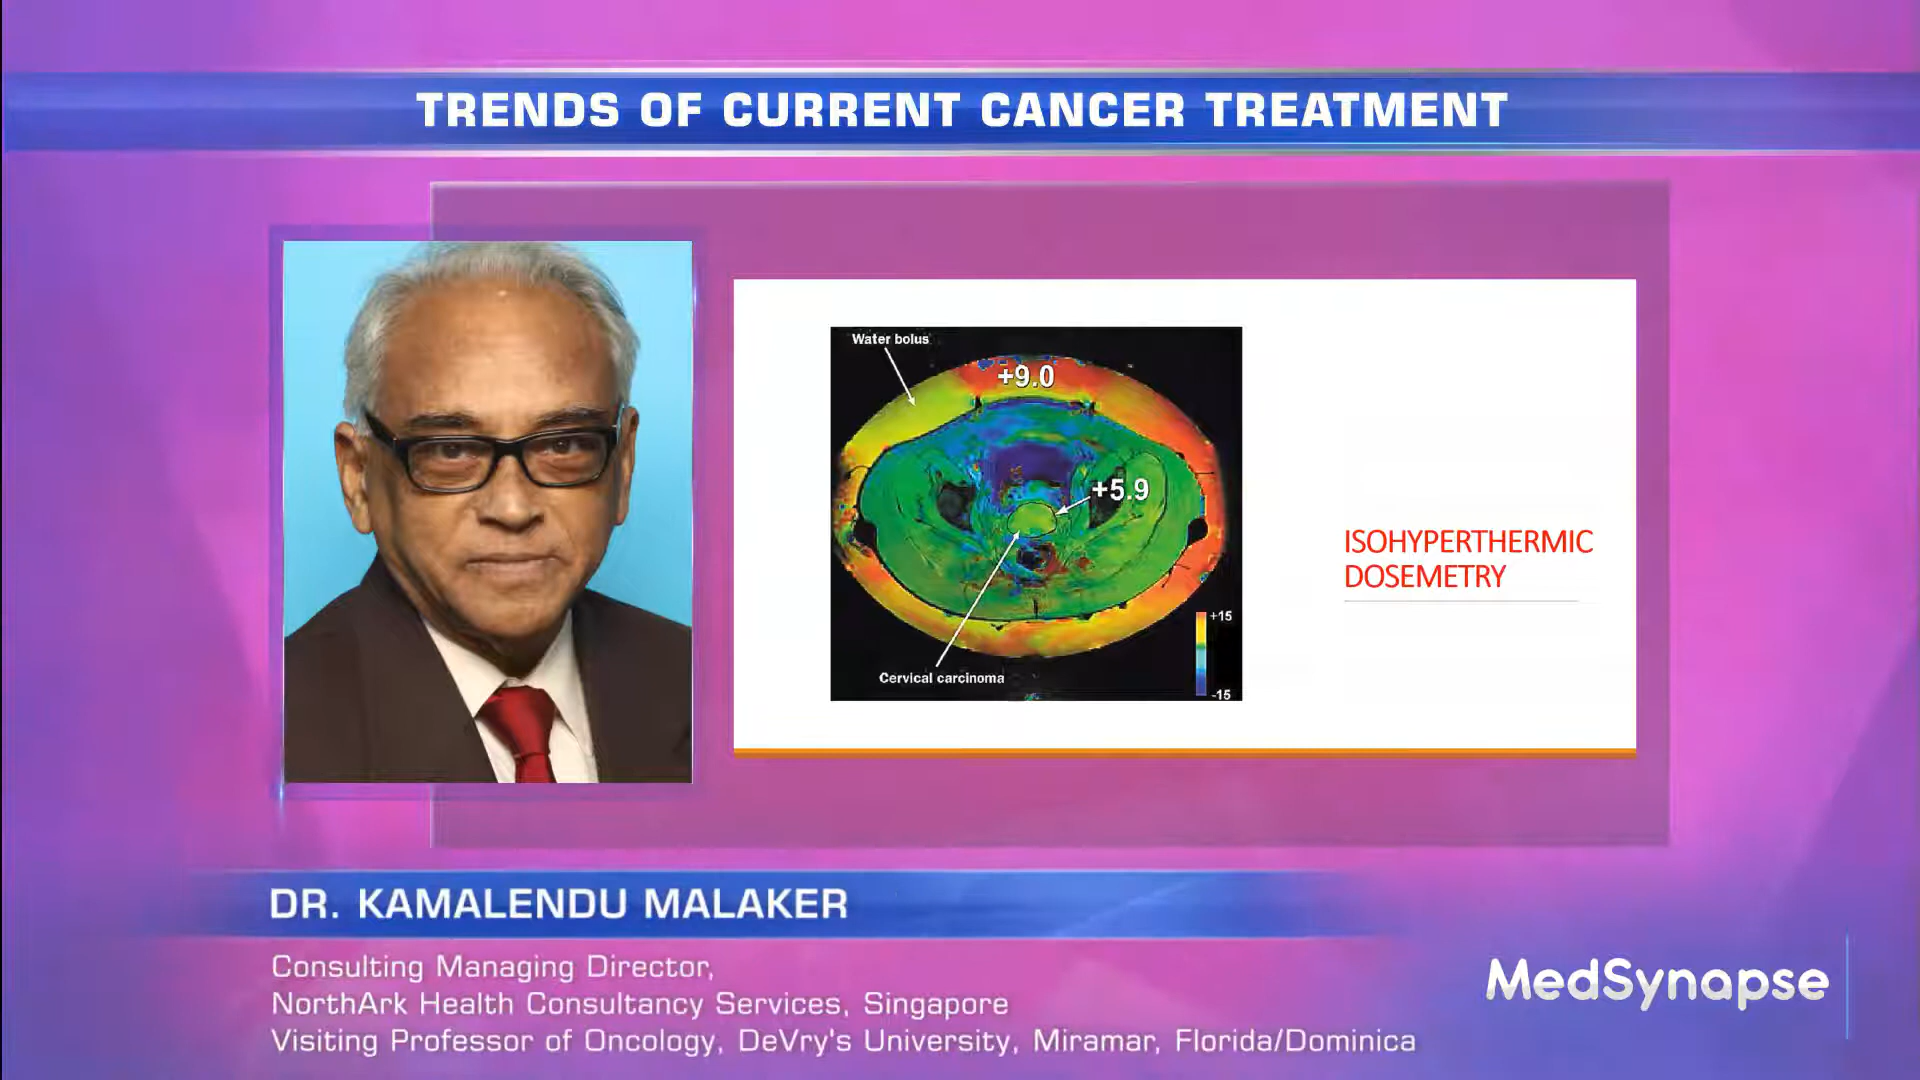 TRENDS OF CURRENT CANCER TREATMENT
Water bolus
+9.0
+5.9
Cervical carcinoma
+15
-15
ISOHYPERTHERMIC
DOSEMETRY
DR. KAMALENDU MALAKER
Consulting Managing Director,
NorthArk Health Consultancy Services, Singapore
Visiting Professor of Oncology, DeVry's University, Miramar, Florida/Dominica
MedSynapse